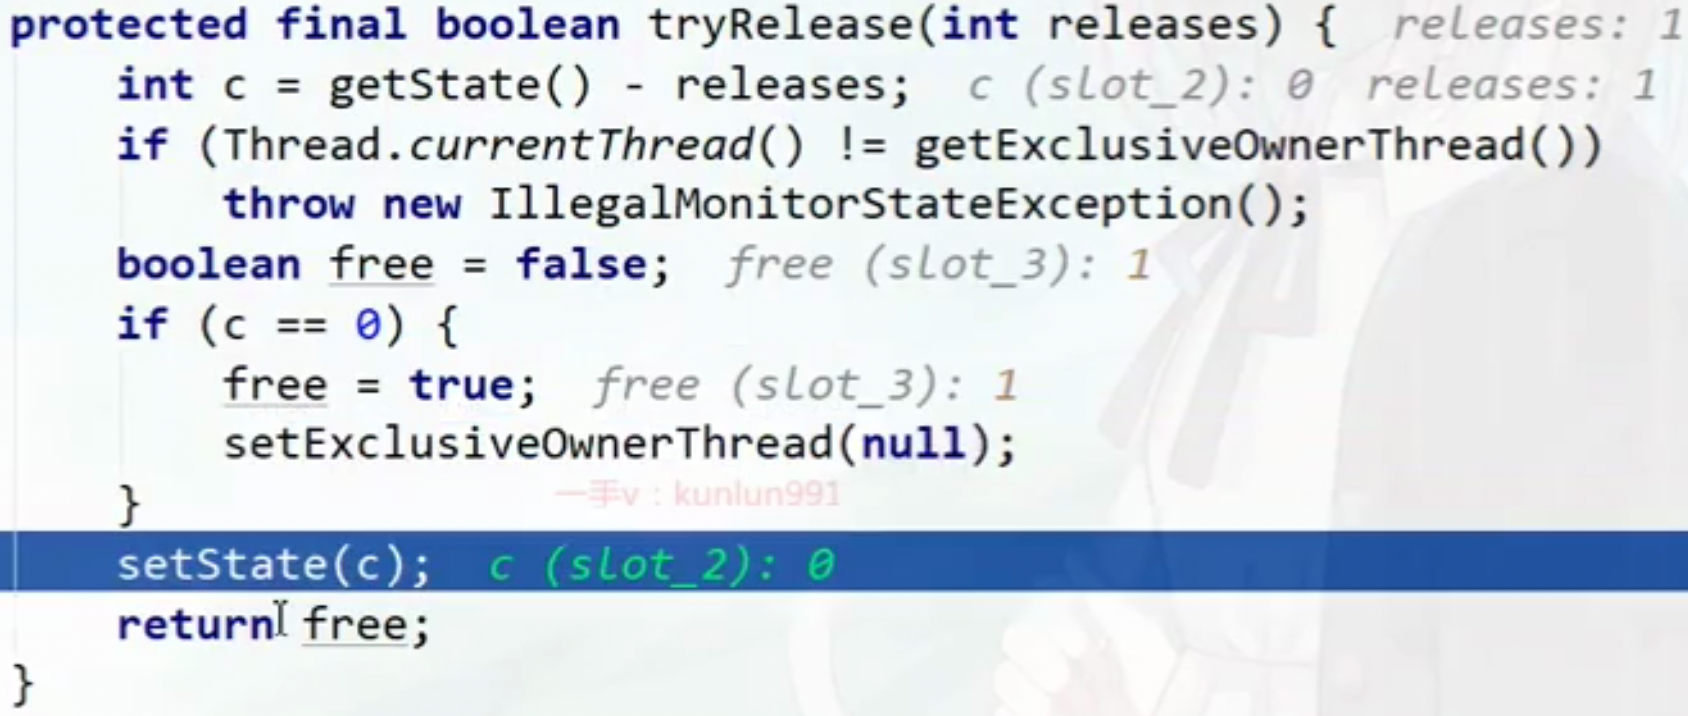 protected final boolean tryRelease(int releases) {  releases: 1
    int c = getState() - releases;  c (slot_2): 0  releases: 1
    if (Thread.currentThread() != getExclusiveOwnerThread())
        throw new IllegalMonitorStateException();
    boolean free = false;  free (slot_3): 1
    if (c == 0) {
        free = true;  free (slot_3): 1
        setExclusiveOwnerThread(null);
一手v：kunlun991
    }
    setState(c);  c (slot_2): 0
    return free;
}